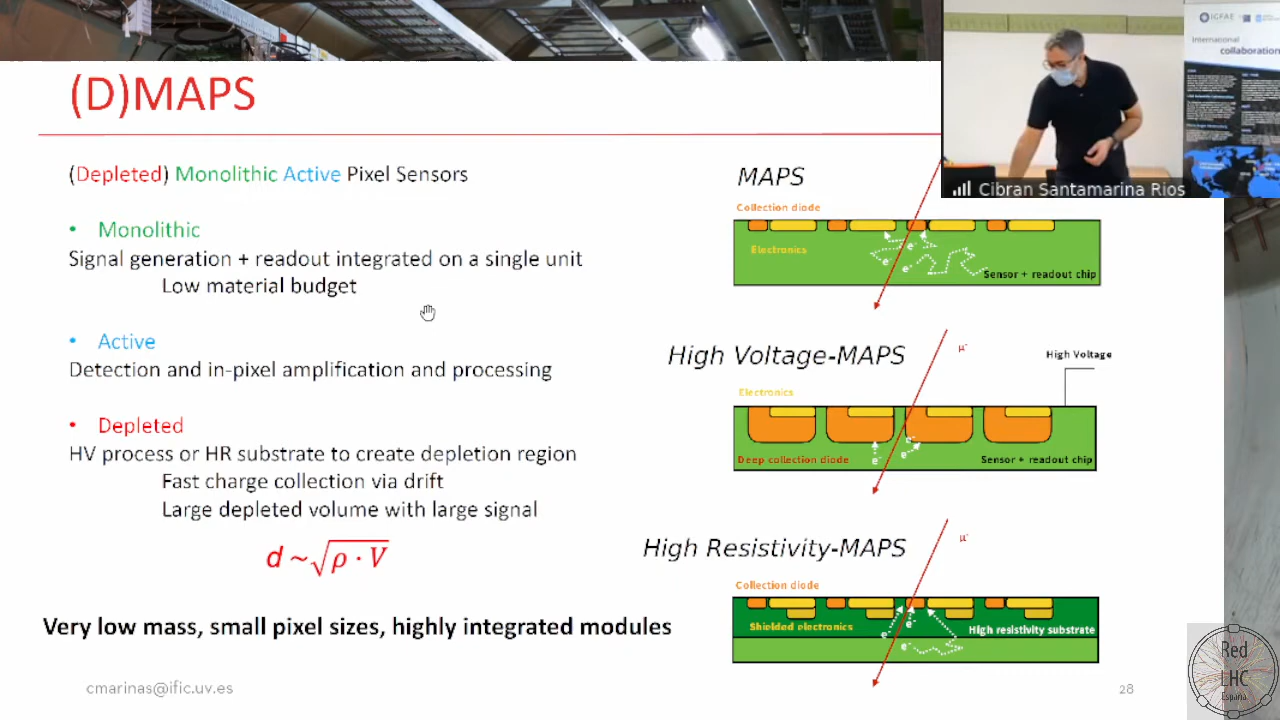 (D)MAPS
(Depleted) Monolithic Active Pixel Sensors
• Monolithic
Signal generation + readout integrated on a single unit
Low material budget
• Active
Detection and in-pixel amplification and processing
• Depleted
HV process or HR substrate to create depletion region
Fast charge collection via drift
Large depleted volume with large signal
d ~√ρ · V
Very low mass, small pixel sizes, highly integrated modules
cmarinas@ific.uv.es
28
MAPS
Collection diode
Electronics
e-
e-
e-
Sensor + readout chip
High Voltage-MAPS
μ-
High Voltage
Electronics
e-
e-
Deep collection diode
Sensor + readout chip
High Resistivity-MAPS
μ-
Collection diode
Shielded electronics
e-
e-
e-
High resistivity substrate
IGFAE
International
collaboration
Cibran Santamarina Rios
Red
LHC
España